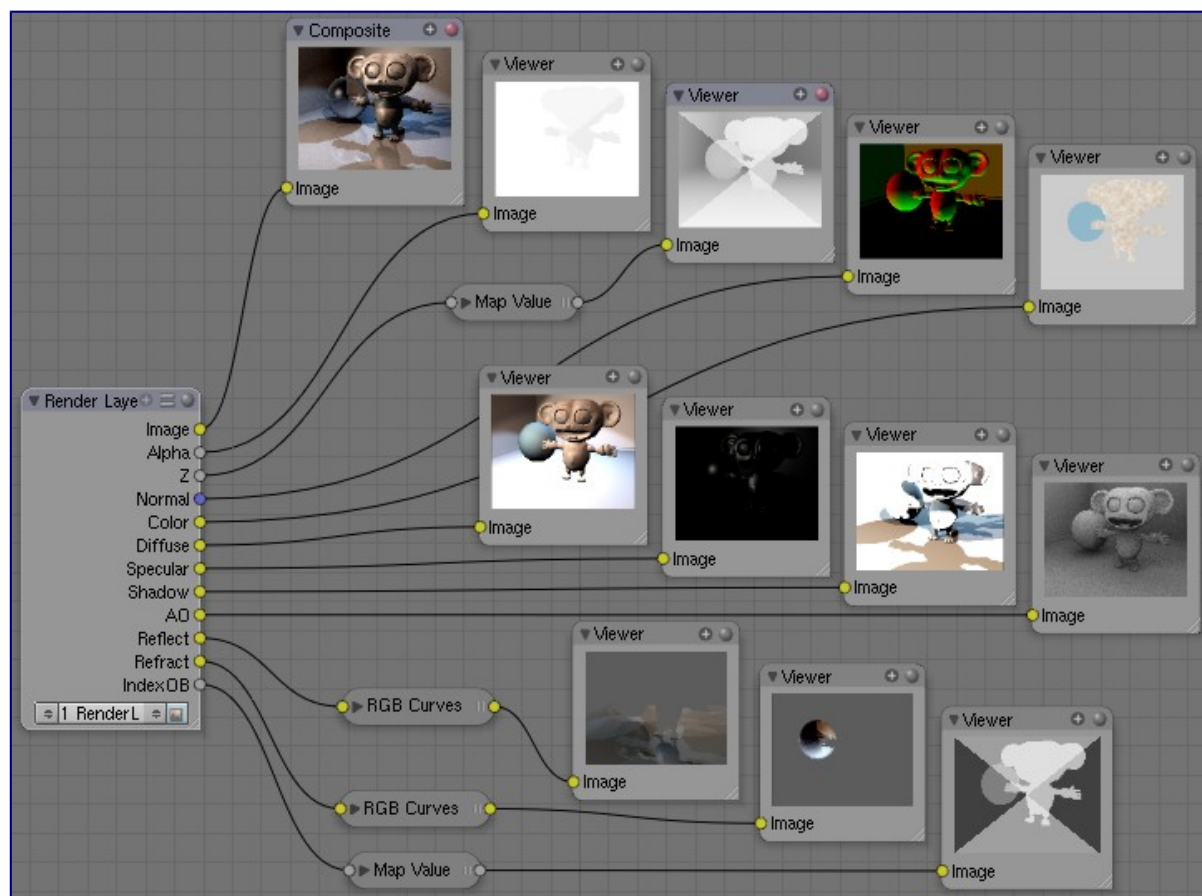 Composite
Image
Viewer
Image
Viewer
Image
Viewer
Image
Viewer
Image
Map Value
Render Laye
Image
Alpha
Z
Normal
Color
Diffuse
Specular
Shadow
AO
Reflect
Refract
IndexOB
1 RenderL
Viewer
Image
Viewer
Image
Viewer
Image
Viewer
Image
RGB Curves
Viewer
Image
RGB Curves
Viewer
Image
Map Value
Viewer
Image